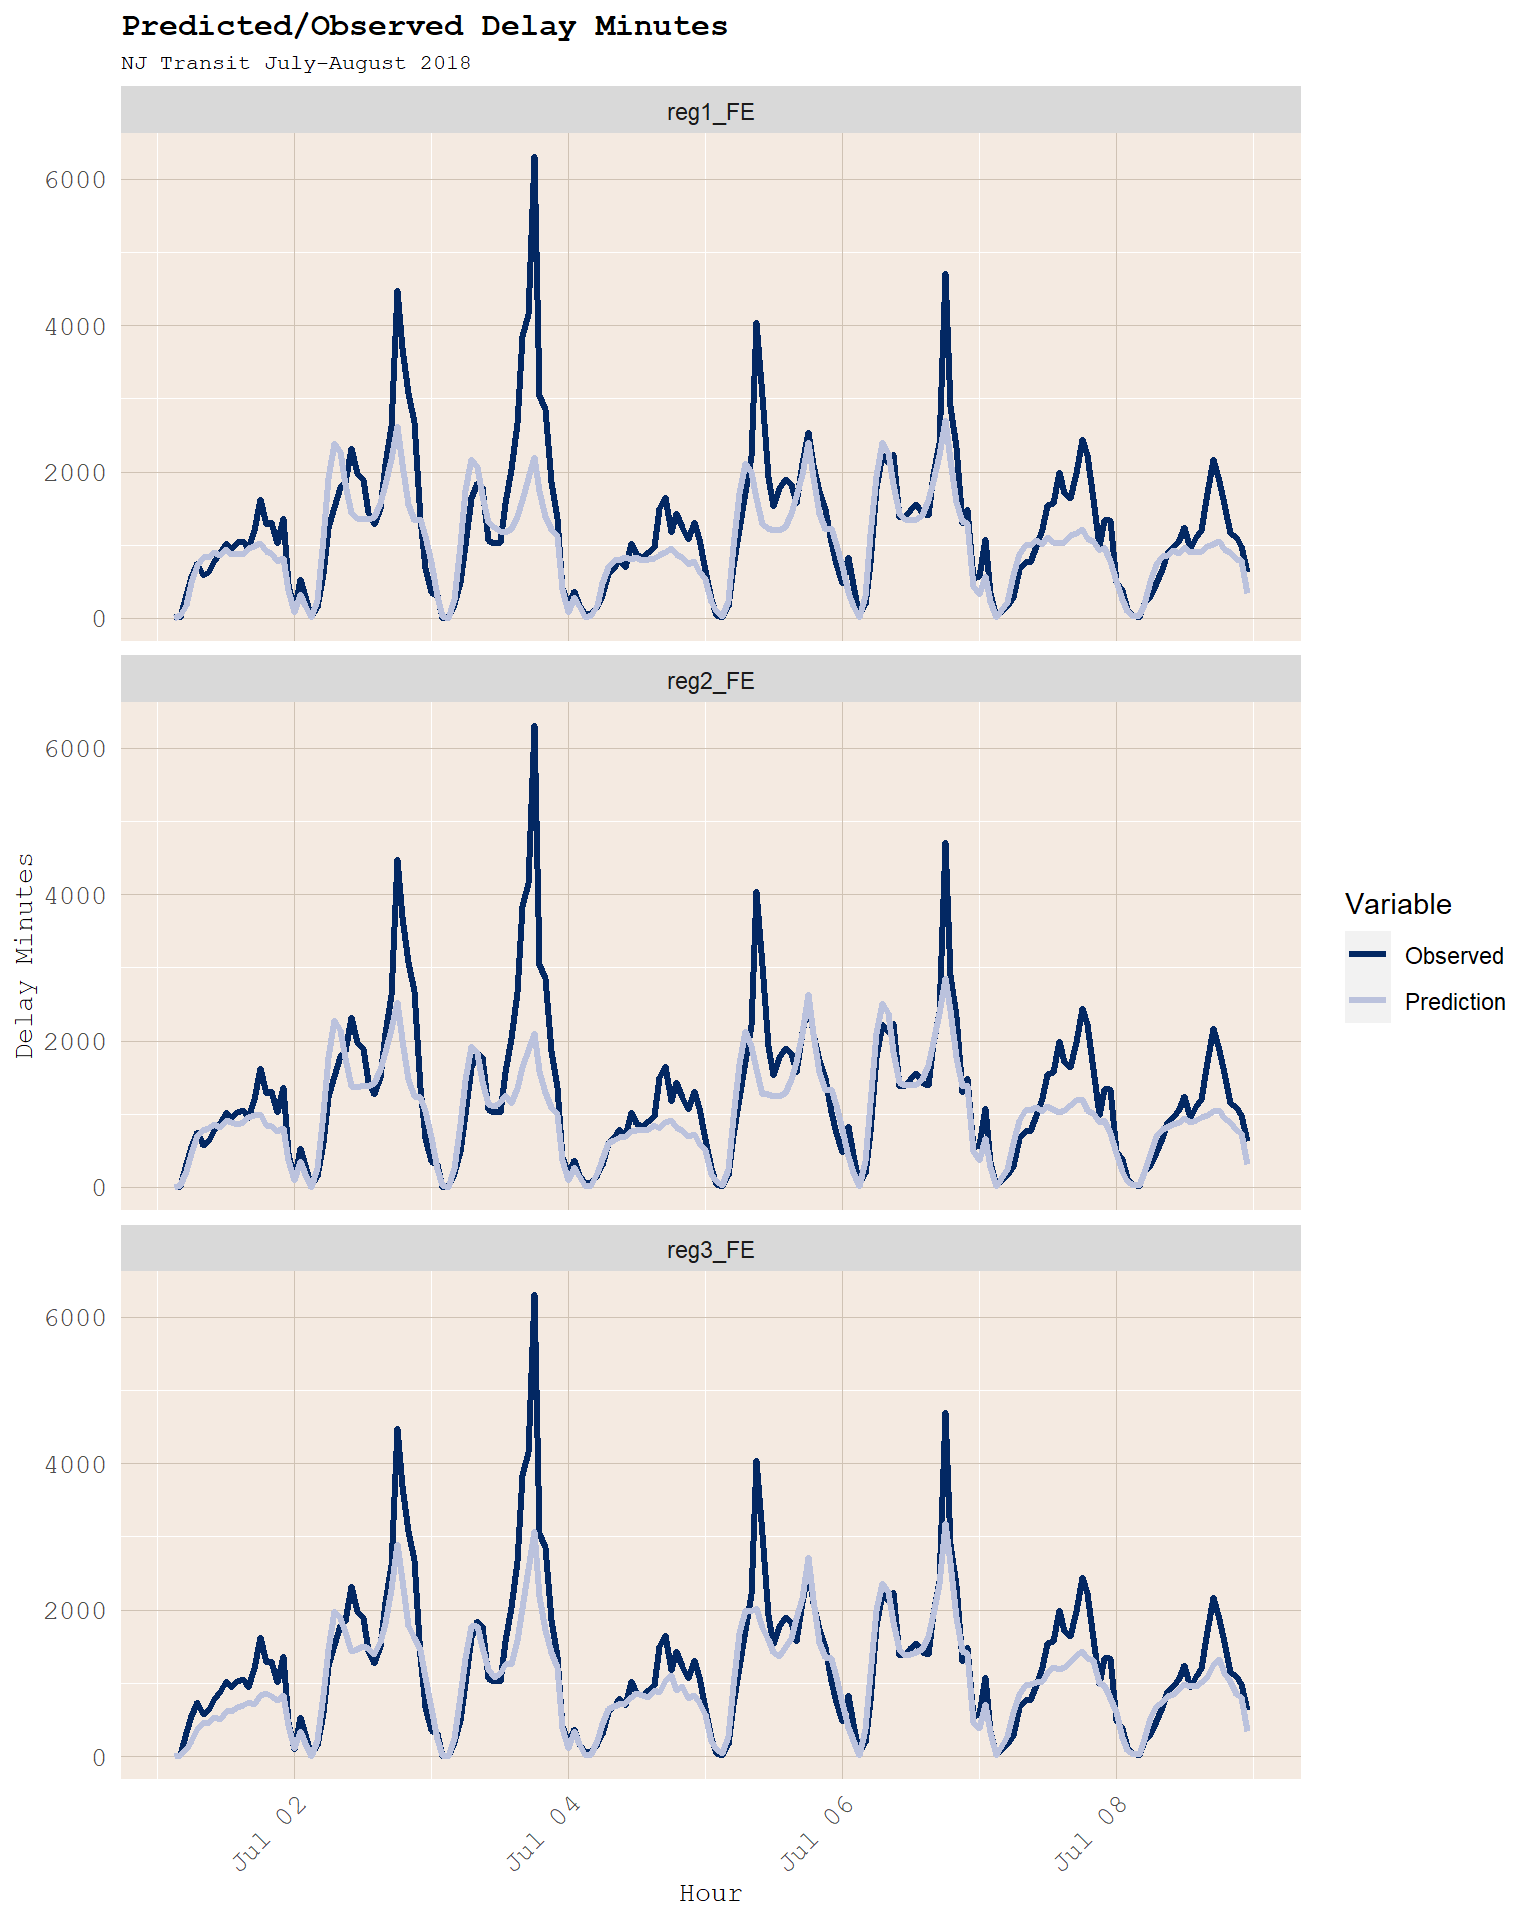 Predicted/Observed Delay Minutes
NJ Transit July-August 2018
reg1_FE
6000
4000
2000
0
reg2_FE
6000
4000
2000
0
reg3_FE
6000
4000
2000
0
Delay Minutes
Jul 02
Jul 04
Jul 06
Jul 08
Hour
Variable
Observed
Prediction